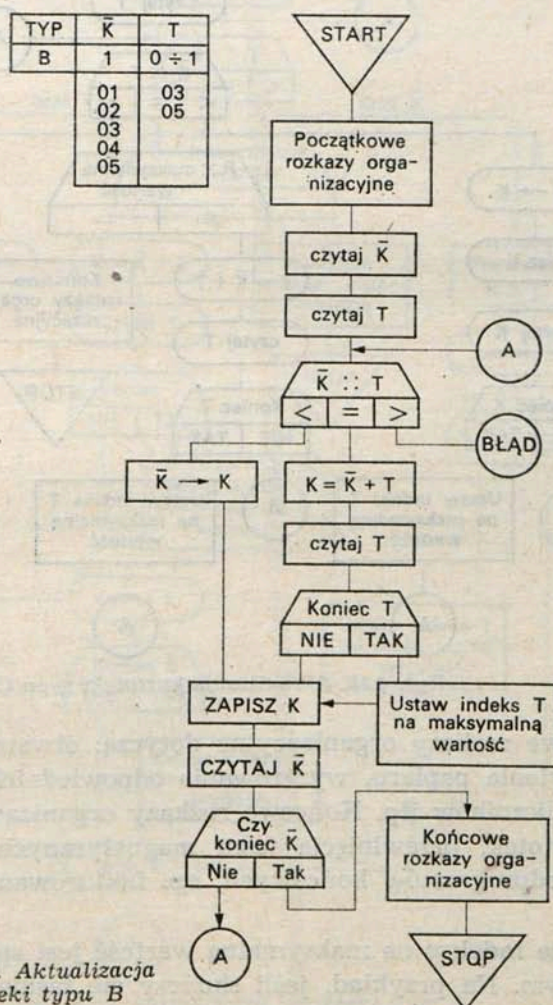 TYP K̄ T
B 1 0 ÷ 1
01 03
02 05
03
04
05
START
Początkowe
rozkazy orga-
nizacyjne
czytaj K̄
czytaj T
A
K̄ :: T
< = >
BŁĄD
K̄ → K
K = K̄ + T
czytaj T
Koniec T
NIE TAK
ZAPISZ K
Ustaw indeks T
na maksymalną
wartość
CZYTAJ K̄
Czy
koniec K̄
Nie Tak
Końcowe
rozkazy orga-
nizacyjne
A
STOP
Aktualizacja
eki typu B